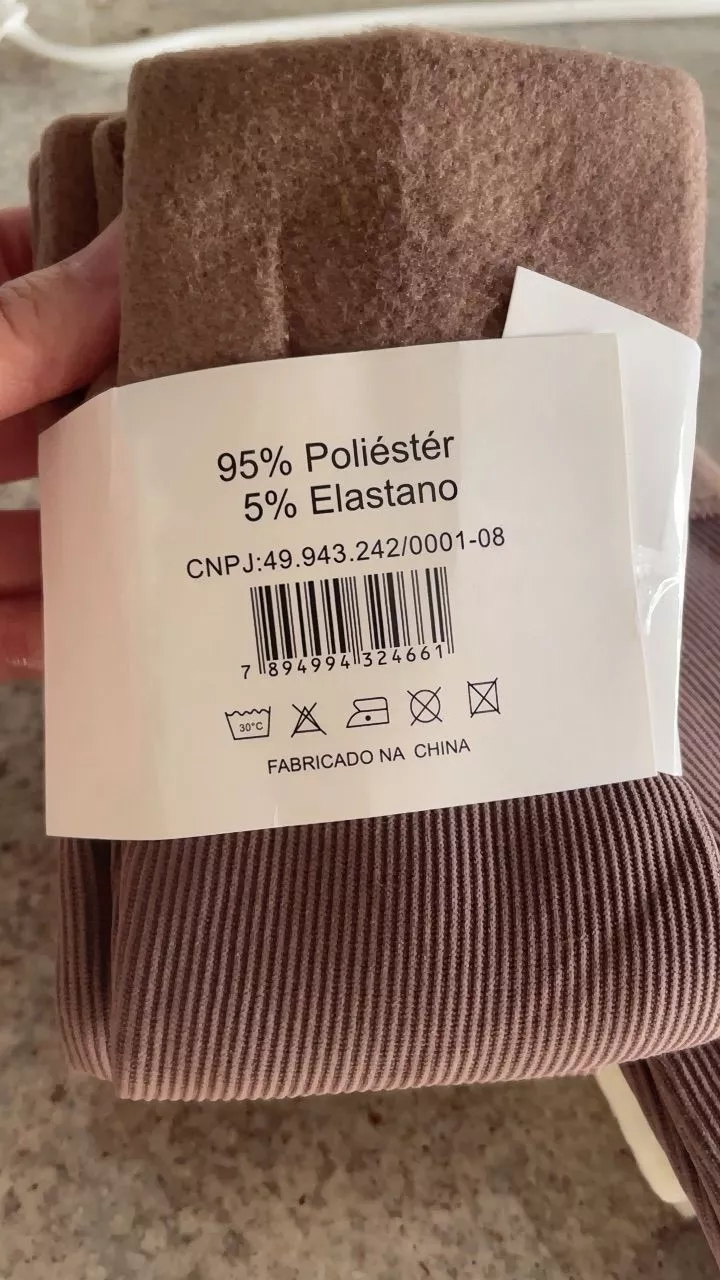 95% Poliéstér
5% Elastano
CNPJ:49.943.242/0001-08
7 894994 324661
30°C
FABRICADO NA CHINA